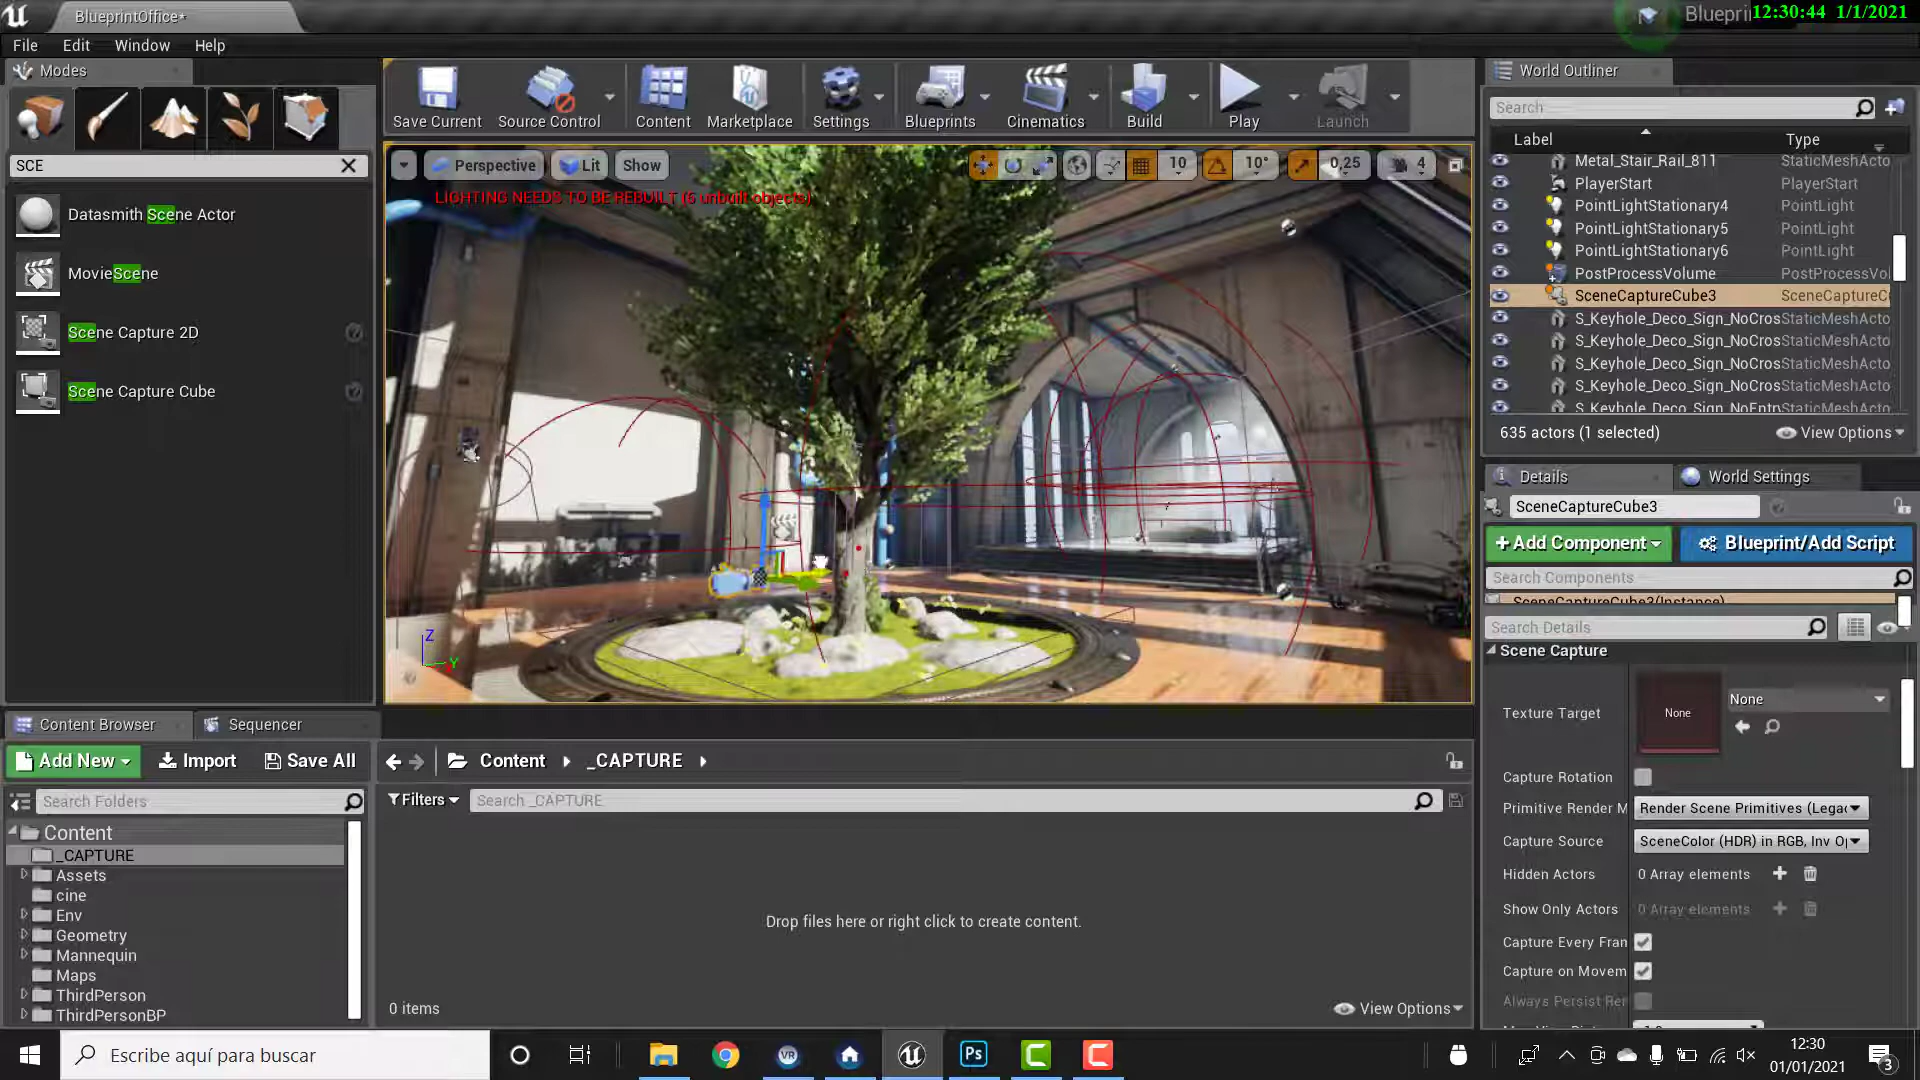 BlueprintOffice*
Bluepri
12:30:44 1/1/2021
File Edit Window Help
Modes
SCE
Datasmith Scene Actor
MovieScene
Scene Capture 2D
Scene Capture Cube
Save Current
Source Control
Content
Marketplace
Settings
Blueprints
Cinematics
Build
Play
Launch
Perspective
Lit
Show
10
10°
0,25
4
LIGHTING NEEDS TO BE REBUILT (6 unbuilt objects)
Z
Y
World Outliner
Search
Label Type
Metal_Stair_Rail_811 StaticMeshActo
PlayerStart PlayerStart
PointLightStationary4 PointLight
PointLightStationary5 PointLight
PointLightStationary6 PointLight
PostProcessVolume PostProcessVol
SceneCaptureCube3 SceneCaptureC
S_Keyhole_Deco_Sign_NoCros StaticMeshActo
S_Keyhole_Deco_Sign_NoCros StaticMeshActo
S_Keyhole_Deco_Sign_NoCros StaticMeshActo
S_Keyhole_Deco_Sign_NoCros StaticMeshActo
S_Keyhole_Deco_Sign_NoEntr StaticMeshActo
635 actors (1 selected)
View Options
Details
World Settings
SceneCaptureCube3
+ Add Component
Blueprint/Add Script
Search Components
SceneCaptureCube3(Instance)
Search Details
Scene Capture
Texture Target
None
None
Capture Rotation
Primitive Render M Render Scene Primitives (Legac
Capture Source SceneColor (HDR) in RGB, Inv O
Hidden Actors 0 Array elements
Show Only Actors 0 Array elements
Capture Every Fran
Capture on Movem
Always Persist Rer
Content Browser
Sequencer
Add New
Import
Save All
Content
_CAPTURE
Search Folders
Filters
Search _CAPTURE
Content
_CAPTURE
Assets
cine
Env
Geometry
Mannequin
Maps
ThirdPerson
ThirdPersonBP
Drop files here or right click to create content.
0 items
View Options
Escribe aquí para buscar
VR
Ps
C
C
12:30
01/01/2021
3